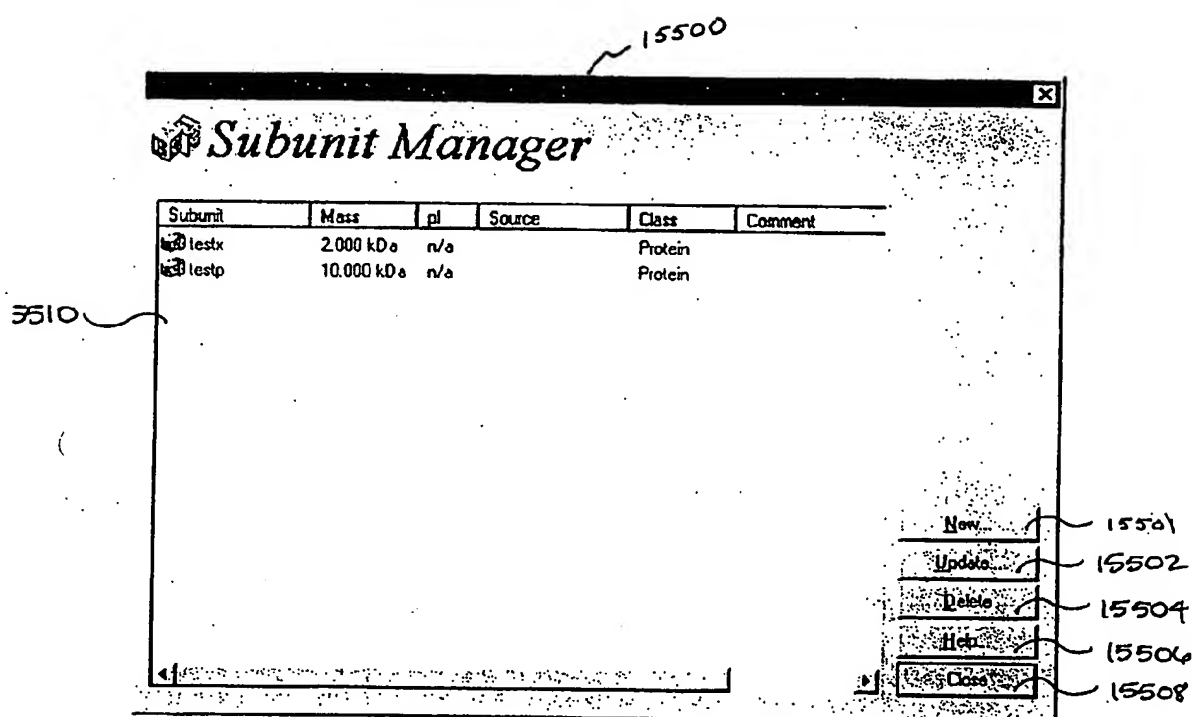 15500
Subunit Manager
Subunit Mass pI Source Class Comment
testx 2.000 kDa n/a Protein
testp 10.000 kDa n/a Protein
3510
New... 15501
Update... 15502
Delete 15504
Help... 15506
Close 15508